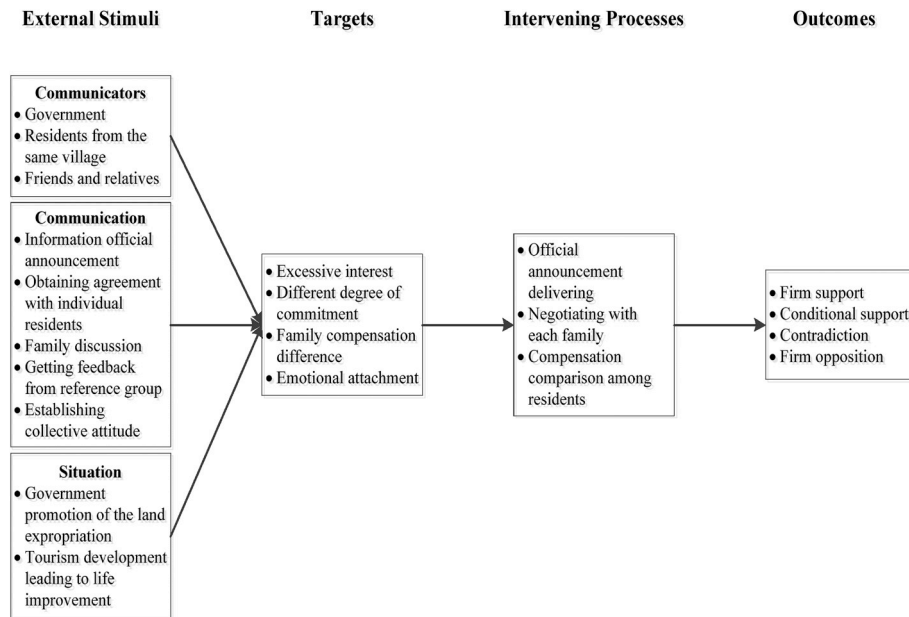 External Stimuli
Targets
Intervening Processes
Outcomes
Communicators
• Government
• Residents from the
same village
• Friends and relatives
Communication
• Information official
announcement
• Obtaining agreement
with individual
residents
• Family discussion
• Getting feedback
from reference group
• Establishing
collective attitude
Situation
• Government
promotion of the land
expropriation
• Tourism development
leading to life
improvement
• Excessive interest
• Different degree of
commitment
• Family compensation
difference
• Emotional attachment
• Official
announcement
delivering
• Negotiating with
each family
• Compensation
comparison among
residents
• Firm support
• Conditional support
• Contradiction
• Firm opposition